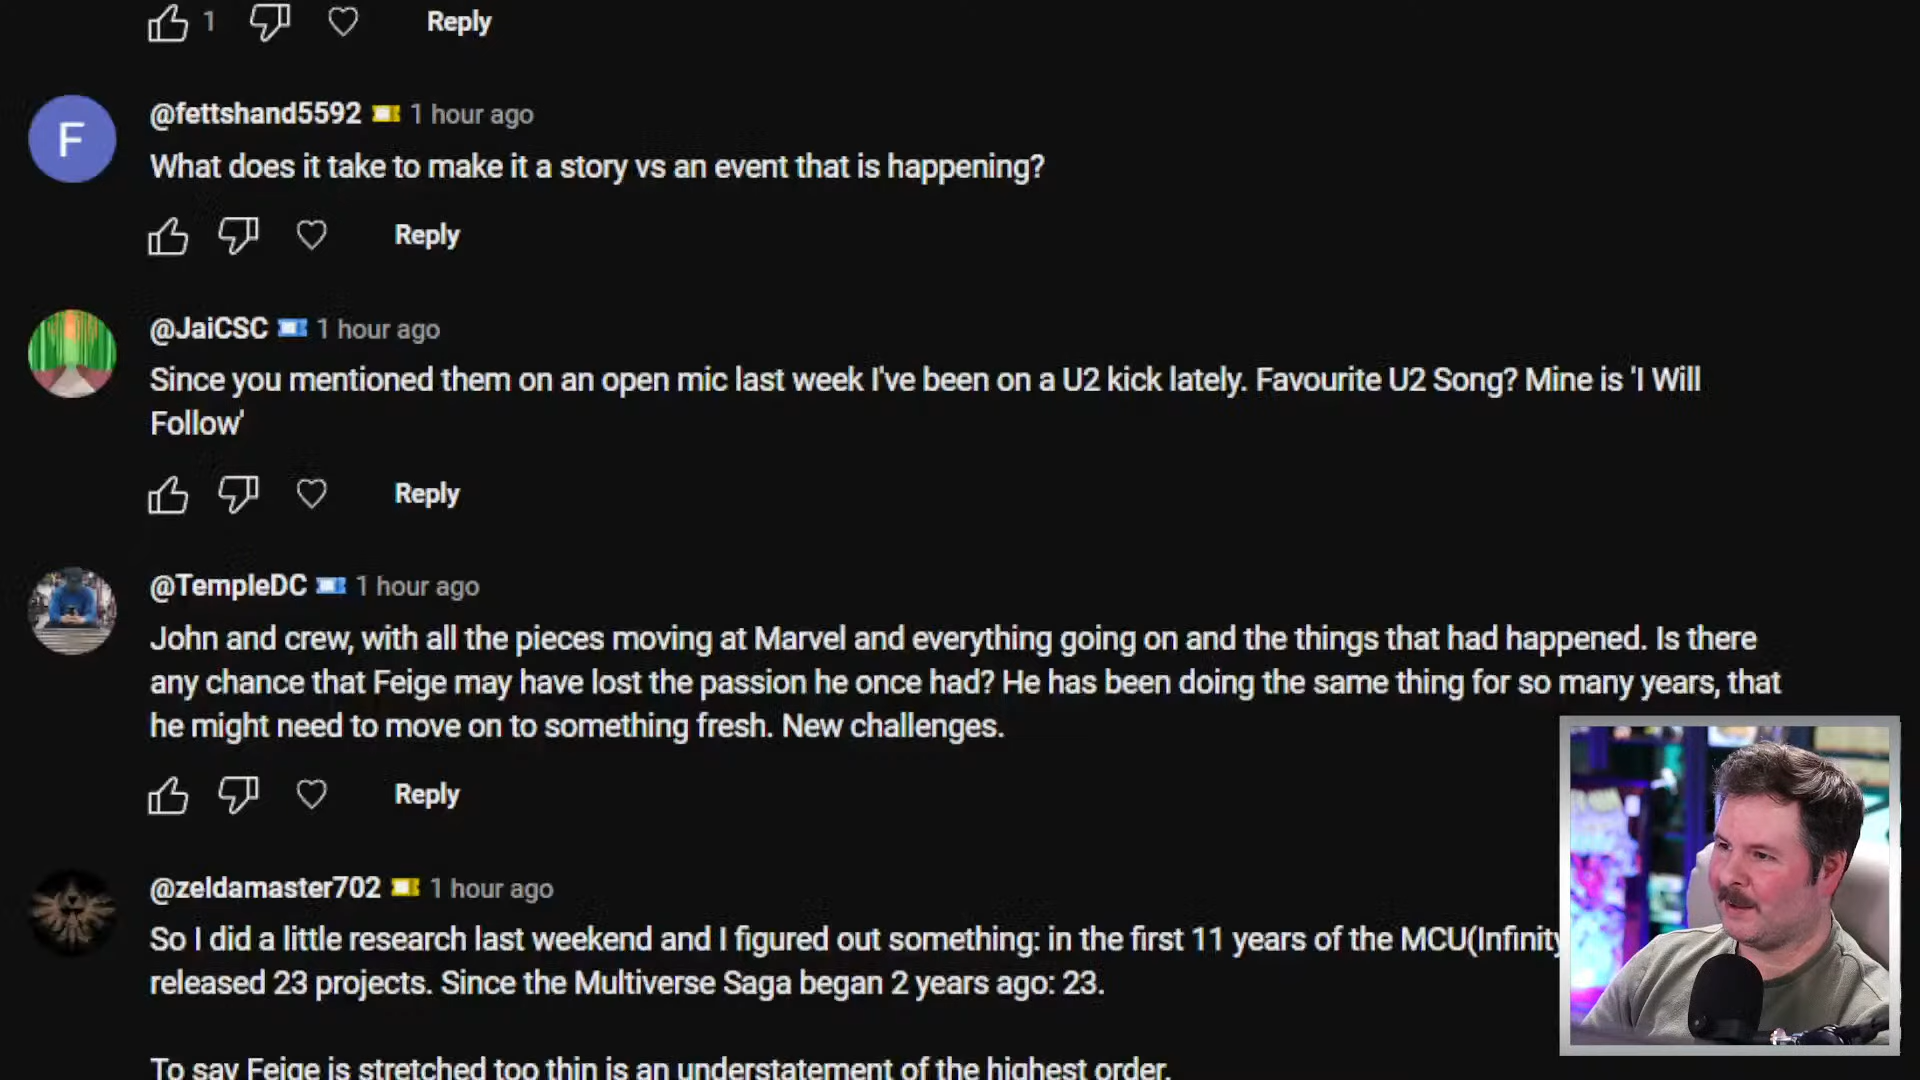 1 Reply
@fettshand5592 1 hour ago
F
What does it take to make it a story vs an event that is happening?
Reply
@JaiCSC 1 hour ago
Since you mentioned them on an open mic last week I've been on a U2 kick lately. Favourite U2 Song? Mine is 'I Will
Follow'
Reply
@TempleDC 1 hour ago
John and crew, with all the pieces moving at Marvel and everything going on and the things that had happened. Is there
any chance that Feige may have lost the passion he once had? He has been doing the same thing for so many years, that
he might need to move on to something fresh. New challenges.
Reply
@zeldamaster702 1 hour ago
So I did a little research last weekend and I figured out something: in the first 11 years of the MCU(Infinity
released 23 projects. Since the Multiverse Saga began 2 years ago: 23.
To say Feige is stretched too thin is an understatement of the highest order.